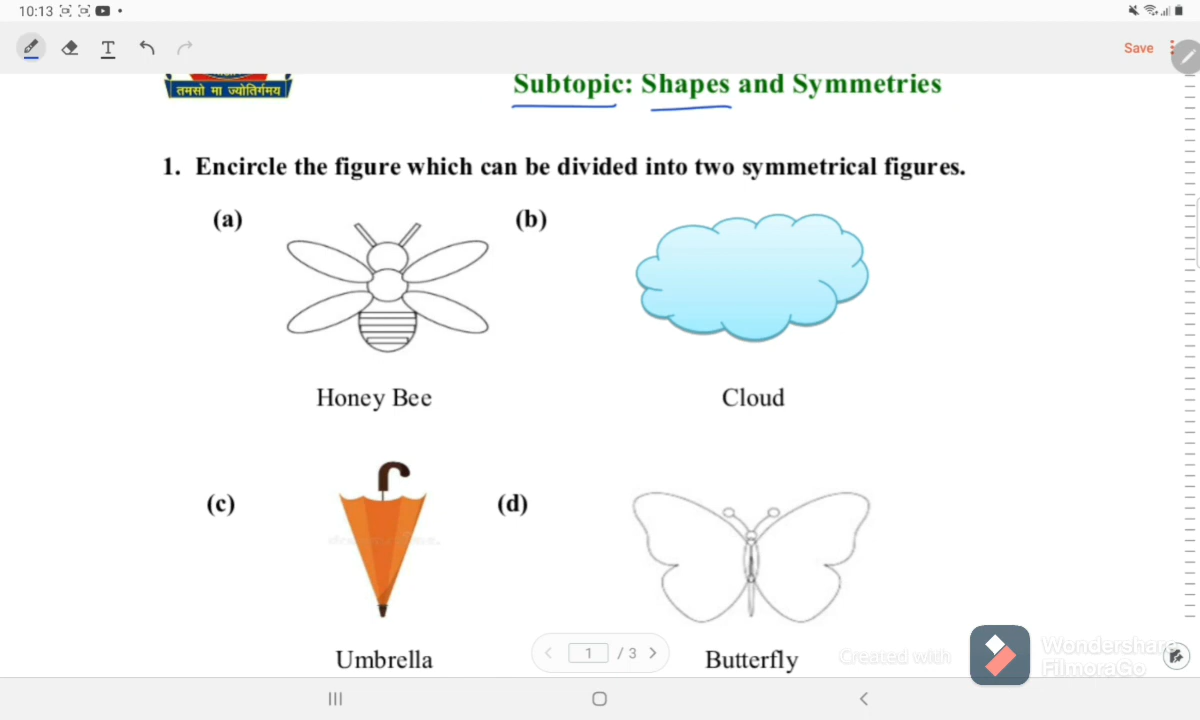 10:13
Save
तमसो मा ज्योतिर्गमय
Subtopic: Shapes and Symmetries
1. Encircle the figure which can be divided into two symmetrical figures.
(a)
(b)
Honey Bee
Cloud
(c)
(d)
Umbrella
Butterfly
1 / 3
Created with
Wondershare
FilmoraGo